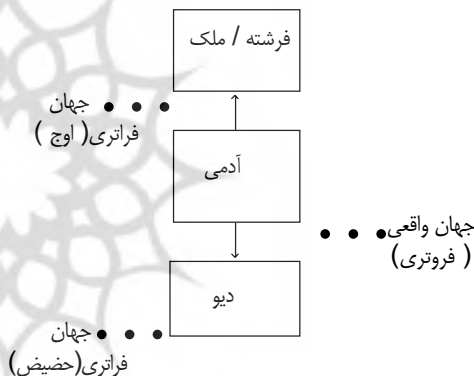 فرشته / ملک
جهان
فراتری( اوج )
آدمی
جهان واقعی
( فروتری)
دیو
جهان
فراتری(حضیض)